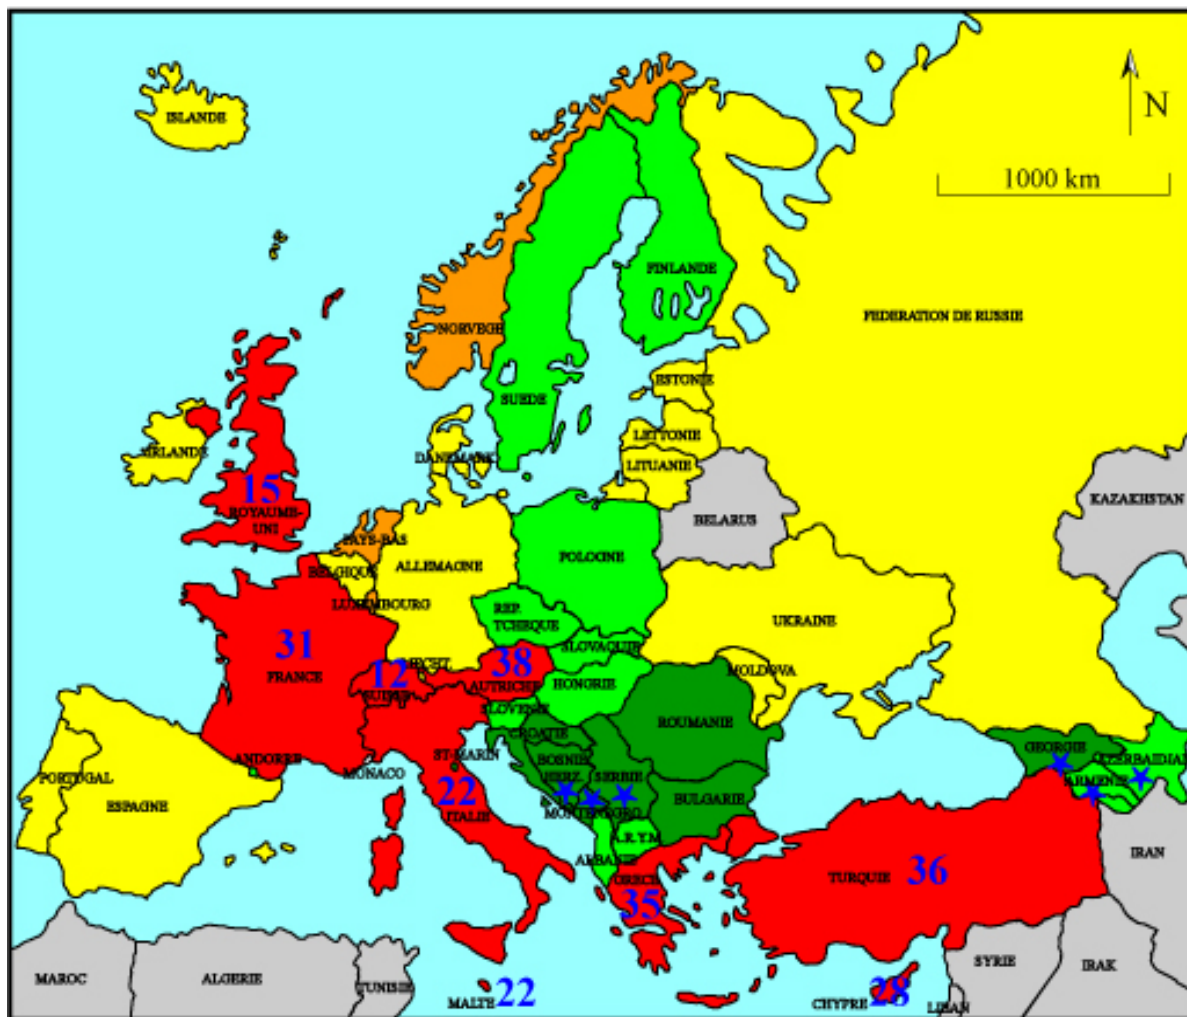 ISLANDE
N
1000 km
FINLANDE
FEDERATION DE RUSSIE
NORVEGE
ESTONIE
SUEDE
LETTONIE
IRLANDE
DANEMARK
LITUANIE
15
ROYAUME-
UNI
KAZAKHSTAN
BELARUS
PAYS-BAS
POLOGNE
ALLEMAGNE
BELGIQUE
LUXEMBOURG
REP.
TCHEQUE
UKRAINE
31
FRANCE
SLOVAQUIE
38
AUTRICHE
12
SUISSE
MOLDOVA
HONGRIE
SLOVENIE
ROUMANIE
CROATIE
GEORGIE
ANDORRE
ST-MARIN
BOSNIE
HERZ.
AZERBAIDJAN
MONACO
SERBIE
PORTUGAL
ARMENIE
22
ITALIE
BULGARIE
ESPAGNE
MONTENEGRO
A.R.Y.M.
ALBANIE
IRAN
GRECE
35
TURQUIE
36
MAROC
ALGERIE
TUNISIE
SYRIE
IRAK
MALTE
22
CHYPRE
28
LIBAN